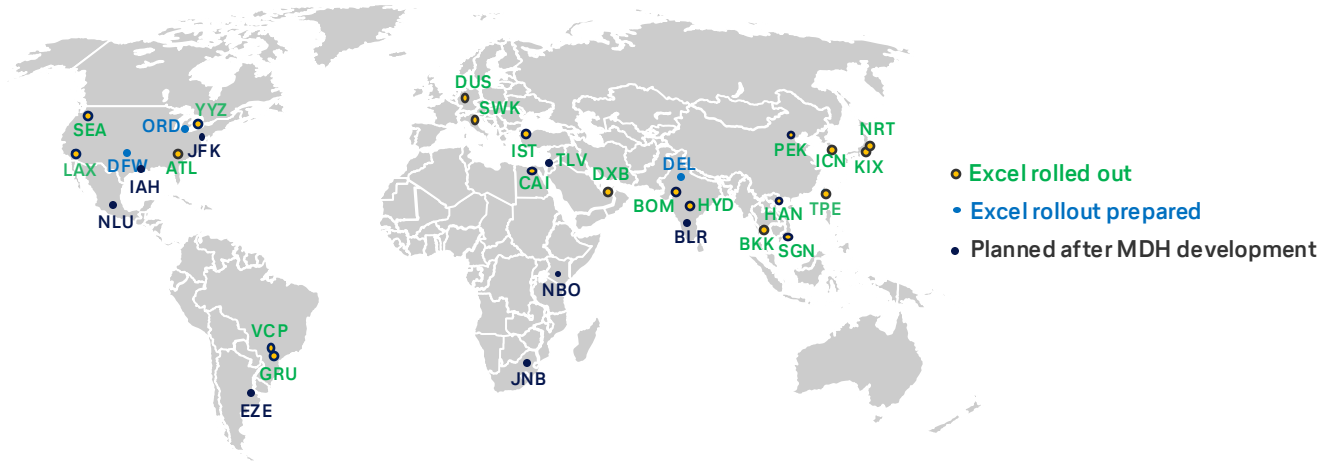 DUS
SWK
YYZ
SEA
ORD
JFK
LAX
DFW
ATL
IAH
NLU
IST
TLV
CAI
DXB
DEL
BOM
HYD
BLR
PEK
ICN
NRT
KIX
HAN
TPE
BKK
SGN
NBO
JNB
VCP
GRU
EZE
Excel rolled out
Excel rollout prepared
Planned after MDH development